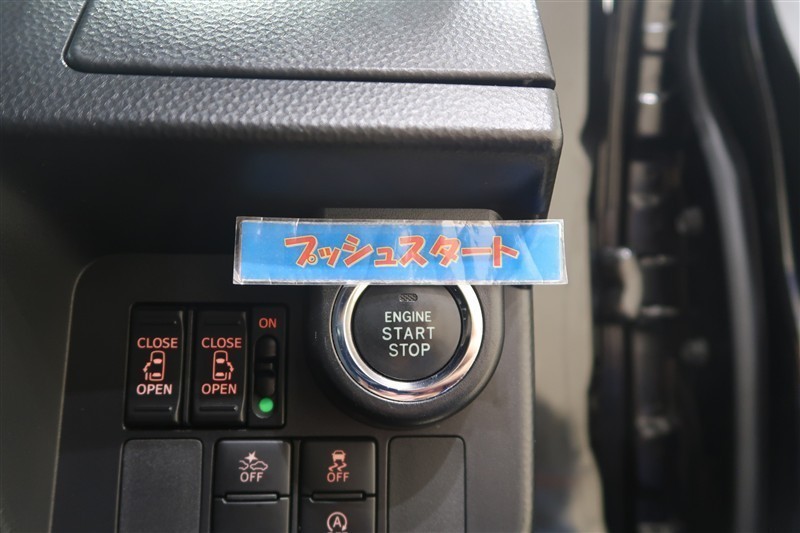 プッシュスタート
ENGINE
START
STOP
CLOSE
OPEN
CLOSE
OPEN
ON
OFF
OFF
A